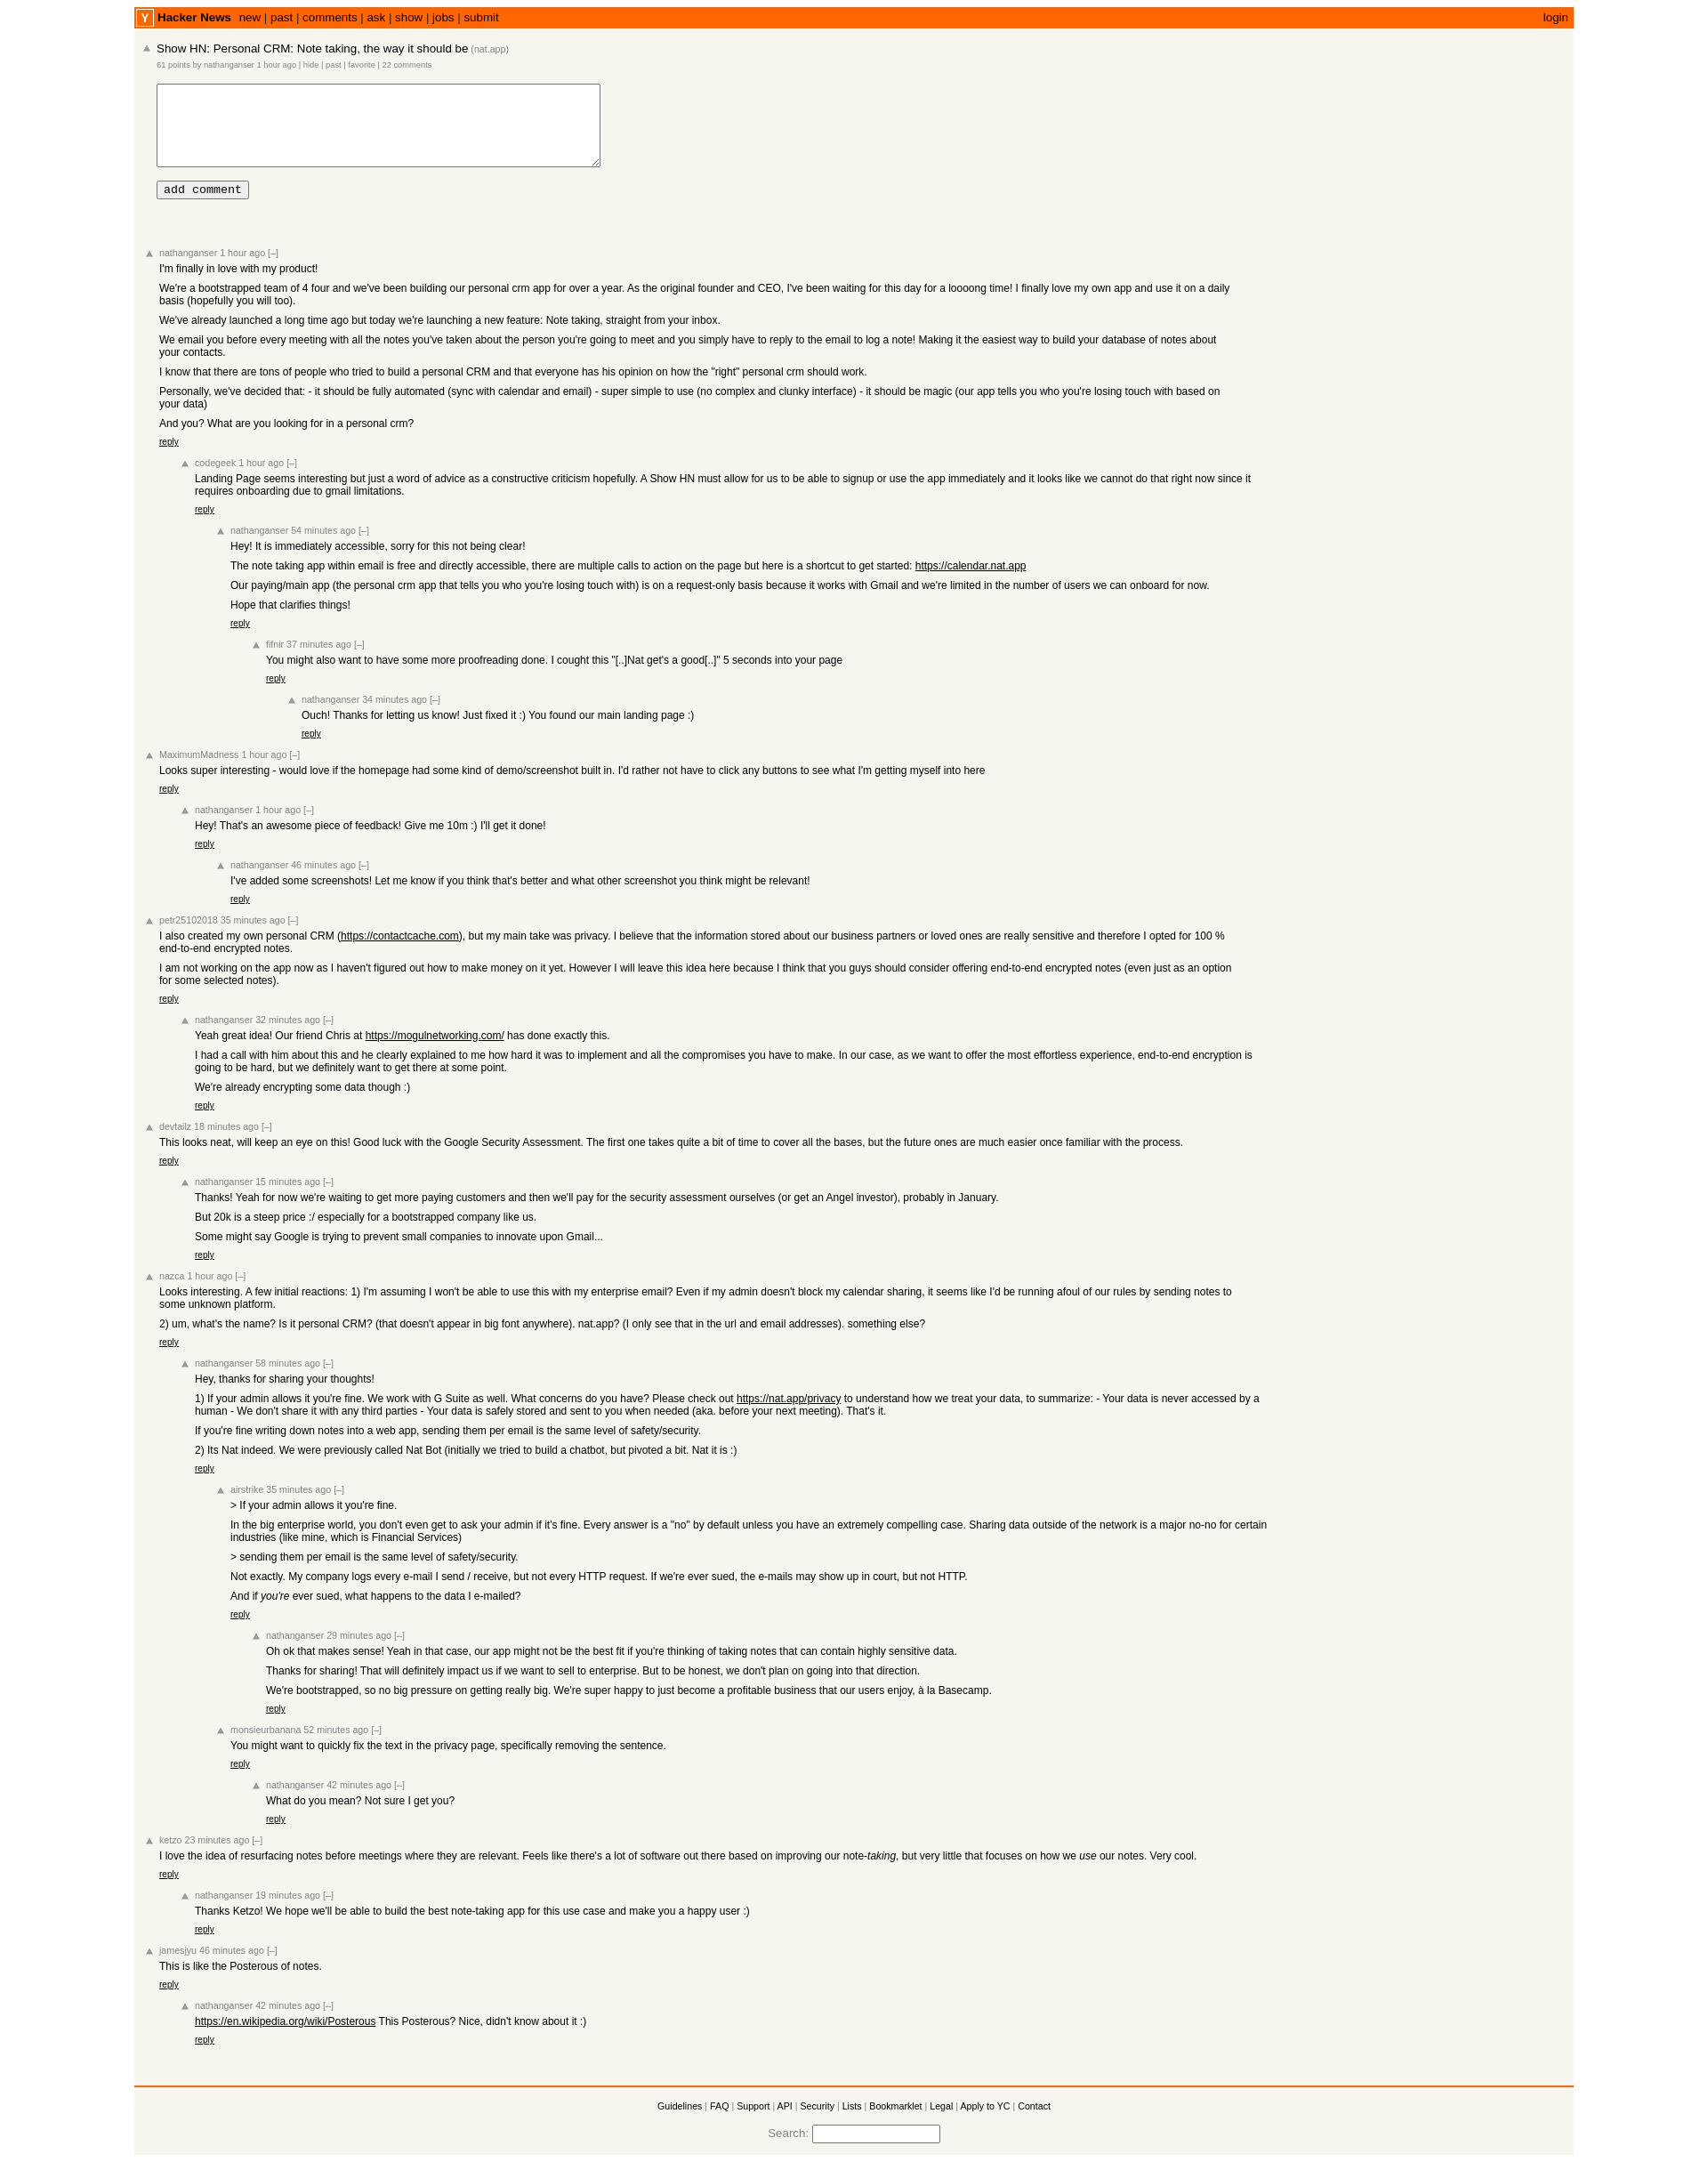 Y Hacker News new | past | comments | ask | show | jobs | submit login
Show HN: Personal CRM: Note taking, the way it should be (nat.app)
61 points by nathanganser 1 hour ago | hide | past | favorite | 22 comments
add comment
nathanganser 1 hour ago [–]
I'm finally in love with my product!
We're a bootstrapped team of 4 four and we've been building our personal crm app for over a year. As the original founder and CEO, I've been waiting for this day for a loooong time! I finally love my own app and use it on a daily
basis (hopefully you will too).
We've already launched a long time ago but today we're launching a new feature: Note taking, straight from your inbox.
We email you before every meeting with all the notes you've taken about the person you're going to meet and you simply have to reply to the email to log a note! Making it the easiest way to build your database of notes about
your contacts.
I know that there are tons of people who tried to build a personal CRM and that everyone has his opinion on how the "right" personal crm should work.
Personally, we've decided that: - it should be fully automated (sync with calendar and email) - super simple to use (no complex and clunky interface) - it should be magic (our app tells you who you're losing touch with based on
your data)
And you? What are you looking for in a personal crm?
reply
codegeek 1 hour ago [–]
Landing Page seems interesting but just a word of advice as a constructive criticism hopefully. A Show HN must allow for us to be able to signup or use the app immediately and it looks like we cannot do that right now since it
requires onboarding due to gmail limitations.
reply
nathanganser 54 minutes ago [–]
Hey! It is immediately accessible, sorry for this not being clear!
The note taking app within email is free and directly accessible, there are multiple calls to action on the page but here is a shortcut to get started: https://calendar.nat.app
Our paying/main app (the personal crm app that tells you who you're losing touch with) is on a request-only basis because it works with Gmail and we're limited in the number of users we can onboard for now.
Hope that clarifies things!
reply
fifnir 37 minutes ago [–]
You might also want to have some more proofreading done. I cought this "[..]Nat get's a good[..]" 5 seconds into your page
reply
nathanganser 34 minutes ago [–]
Ouch! Thanks for letting us know! Just fixed it :) You found our main landing page :)
reply
MaximumMadness 1 hour ago [–]
Looks super interesting - would love if the homepage had some kind of demo/screenshot built in. I'd rather not have to click any buttons to see what I'm getting myself into here
reply
nathanganser 1 hour ago [–]
Hey! That's an awesome piece of feedback! Give me 10m :) I'll get it done!
reply
nathanganser 46 minutes ago [–]
I've added some screenshots! Let me know if you think that's better and what other screenshot you think might be relevant!
reply
petr25102018 35 minutes ago [–]
I also created my own personal CRM (https://contactcache.com), but my main take was privacy. I believe that the information stored about our business partners or loved ones are really sensitive and therefore I opted for 100 %
end-to-end encrypted notes.
I am not working on the app now as I haven't figured out how to make money on it yet. However I will leave this idea here because I think that you guys should consider offering end-to-end encrypted notes (even just as an option
for some selected notes).
reply
nathanganser 32 minutes ago [–]
Yeah great idea! Our friend Chris at https://mogulnetworking.com/ has done exactly this.
I had a call with him about this and he clearly explained to me how hard it was to implement and all the compromises you have to make. In our case, as we want to offer the most effortless experience, end-to-end encryption is
going to be hard, but we definitely want to get there at some point.
We're already encrypting some data though :)
reply
devtailz 18 minutes ago [–]
This looks neat, will keep an eye on this! Good luck with the Google Security Assessment. The first one takes quite a bit of time to cover all the bases, but the future ones are much easier once familiar with the process.
reply
nathanganser 15 minutes ago [–]
Thanks! Yeah for now we're waiting to get more paying customers and then we'll pay for the security assessment ourselves (or get an Angel investor), probably in January.
But 20k is a steep price :/ especially for a bootstrapped company like us.
Some might say Google is trying to prevent small companies to innovate upon Gmail...
reply
nazca 1 hour ago [–]
Looks interesting. A few initial reactions: 1) I'm assuming I won't be able to use this with my enterprise email? Even if my admin doesn't block my calendar sharing, it seems like I'd be running afoul of our rules by sending notes to
some unknown platform.
2) um, what's the name? Is it personal CRM? (that doesn't appear in big font anywhere). nat.app? (I only see that in the url and email addresses). something else?
reply
nathanganser 58 minutes ago [–]
Hey, thanks for sharing your thoughts!
1) If your admin allows it you're fine. We work with G Suite as well. What concerns do you have? Please check out https://nat.app/privacy to understand how we treat your data, to summarize: - Your data is never accessed by a
human - We don't share it with any third parties - Your data is safely stored and sent to you when needed (aka. before your next meeting). That's it.
If you're fine writing down notes into a web app, sending them per email is the same level of safety/security.
2) Its Nat indeed. We were previously called Nat Bot (initially we tried to build a chatbot, but pivoted a bit. Nat it is :)
reply
airstrike 35 minutes ago [–]
> If your admin allows it you're fine.
In the big enterprise world, you don't even get to ask your admin if it's fine. Every answer is a "no" by default unless you have an extremely compelling case. Sharing data outside of the network is a major no-no for certain
industries (like mine, which is Financial Services)
> sending them per email is the same level of safety/security.
Not exactly. My company logs every e-mail I send / receive, but not every HTTP request. If we're ever sued, the e-mails may show up in court, but not HTTP.
And if you're ever sued, what happens to the data I e-mailed?
reply
nathanganser 29 minutes ago [–]
Oh ok that makes sense! Yeah in that case, our app might not be the best fit if you're thinking of taking notes that can contain highly sensitive data.
Thanks for sharing! That will definitely impact us if we want to sell to enterprise. But to be honest, we don't plan on going into that direction.
We're bootstrapped, so no big pressure on getting really big. We're super happy to just become a profitable business that our users enjoy, à la Basecamp.
reply
monsieurbanana 52 minutes ago [–]
You might want to quickly fix the text in the privacy page, specifically removing the sentence.
reply
nathanganser 42 minutes ago [–]
What do you mean? Not sure I get you?
reply
ketzo 23 minutes ago [–]
I love the idea of resurfacing notes before meetings where they are relevant. Feels like there's a lot of software out there based on improving our note-taking, but very little that focuses on how we use our notes. Very cool.
reply
nathanganser 19 minutes ago [–]
Thanks Ketzo! We hope we'll be able to build the best note-taking app for this use case and make you a happy user :)
reply
jamesjyu 46 minutes ago [–]
This is like the Posterous of notes.
reply
nathanganser 42 minutes ago [–]
https://en.wikipedia.org/wiki/Posterous This Posterous? Nice, didn't know about it :)
reply
Guidelines | FAQ | Support | API | Security | Lists | Bookmarklet | Legal | Apply to YC | Contact
Search: